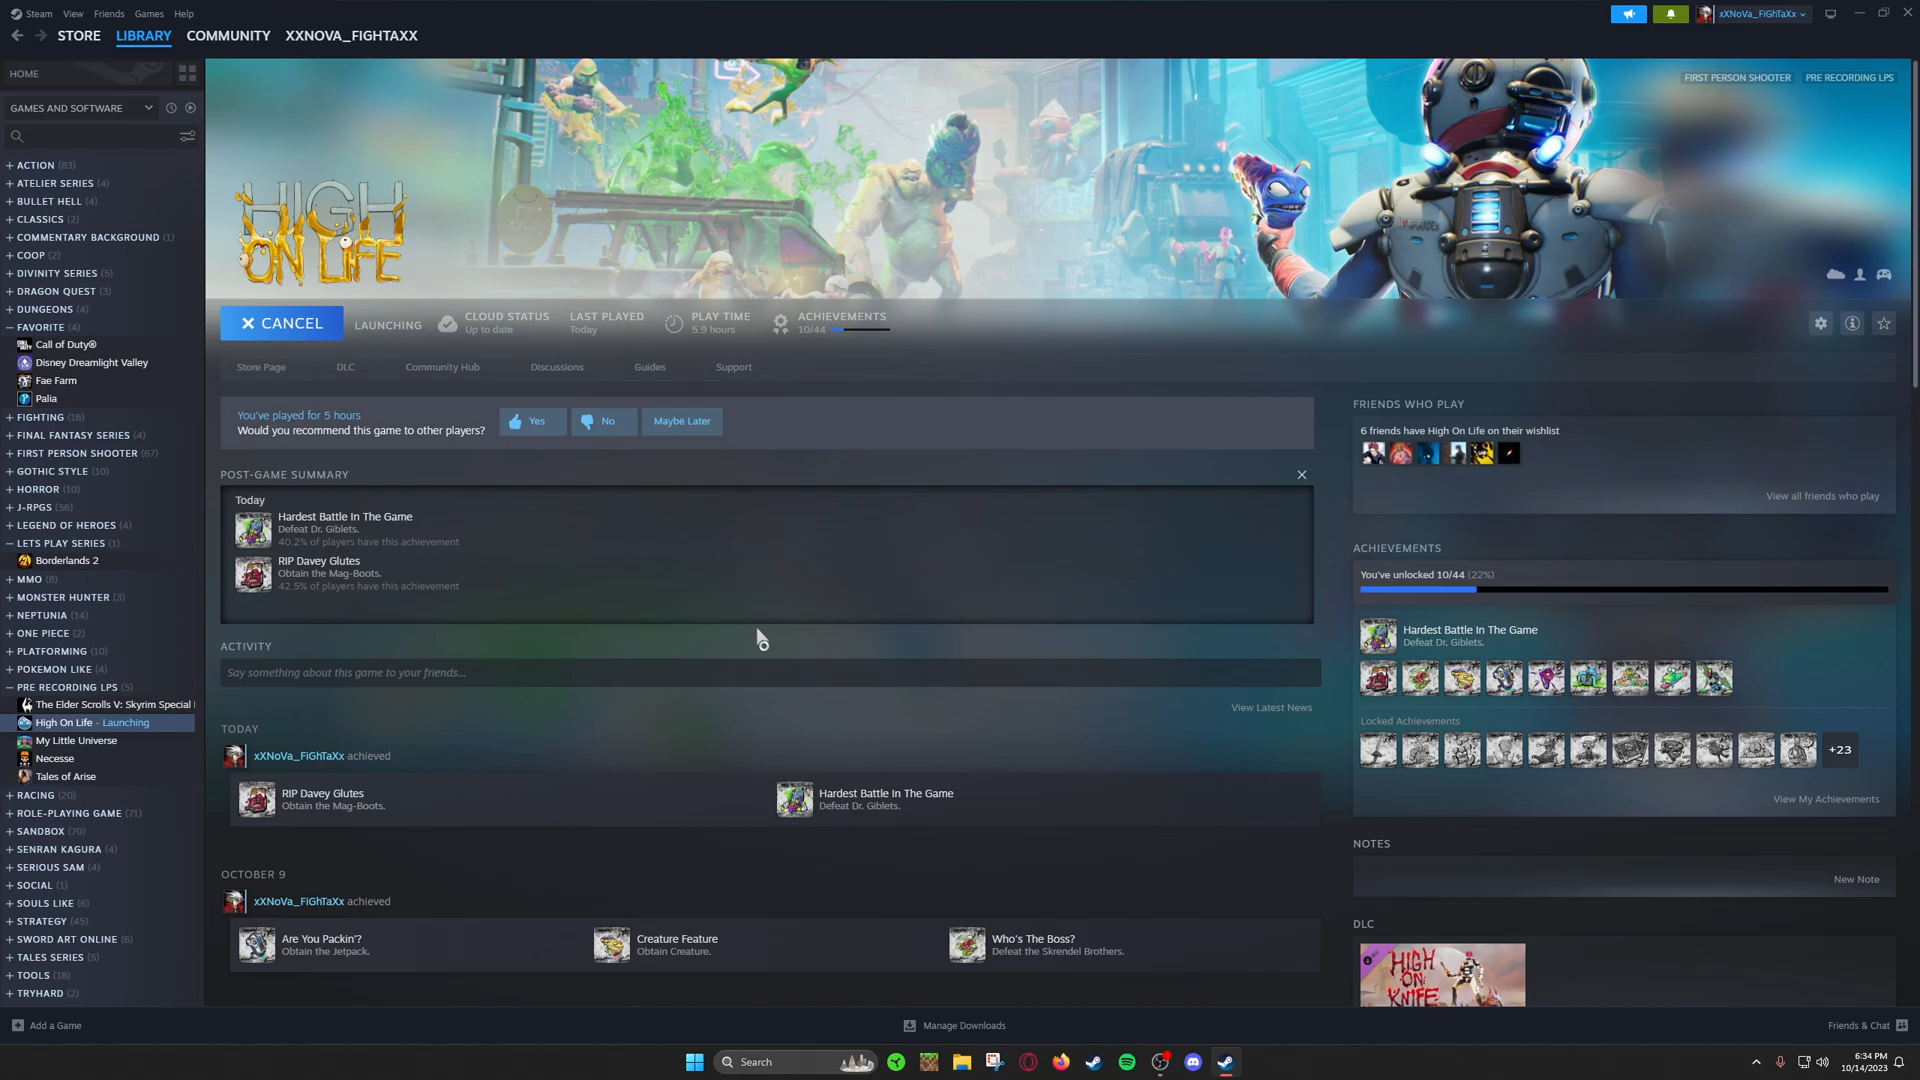 Steam View Friends Games Help
xXNoVa_FiGhTaXx
STORE LIBRARY COMMUNITY XXNOVA_FIGHTAXX
HOME
GAMES AND SOFTWARE
ACTION (83)
ATELIER SERIES (4)
BULLET HELL (4)
CLASSICS (2)
COMMENTARY BACKGROUND (1)
COOP (2)
DIVINITY SERIES (5)
DRAGON QUEST (3)
DUNGEONS (4)
FAVORITE (4)
Call of Duty®
Disney Dreamlight Valley
Fae Farm
Palia
FIGHTING (16)
FINAL FANTASY SERIES (4)
FIRST PERSON SHOOTER (67)
GOTHIC STYLE (10)
HORROR (10)
J-RPGS (56)
LEGEND OF HEROES (4)
LETS PLAY SERIES (1)
Borderlands 2
MMO (8)
MONSTER HUNTER (3)
NEPTUNIA (14)
ONE PIECE (2)
PLATFORMING (10)
POKEMON LIKE (4)
PRE RECORDING LPS (5)
The Elder Scrolls V: Skyrim Special
High On Life - Launching
My Little Universe
Necesse
Tales of Arise
RACING (20)
ROLE-PLAYING GAME (71)
SANDBOX (70)
SENRAN KAGURA (4)
SERIOUS SAM (4)
SOCIAL (1)
SOULS LIKE (6)
STRATEGY (45)
SWORD ART ONLINE (6)
TALES SERIES (5)
TOOLS (18)
TRYHARD (2)
FIRST PERSON SHOOTER PRE RECORDING LPS
HIGH
ON LIFE
CANCEL
LAUNCHING
CLOUD STATUS
Up to date
LAST PLAYED
Today
PLAY TIME
5.9 hours
ACHIEVEMENTS
10/44
Store Page DLC Community Hub Discussions Guides Support
You've played for 5 hours
Would you recommend this game to other players?
Yes No Maybe Later
POST-GAME SUMMARY
Today
Hardest Battle In The Game
Defeat Dr. Giblets.
40.2% of players have this achievement
RIP Davey Glutes
Obtain the Mag-Boots.
42.5% of players have this achievement
ACTIVITY
Say something about this game to your friends...
View Latest News
TODAY
xXNoVa_FiGhTaXx achieved
RIP Davey Glutes
Obtain the Mag-Boots.
Hardest Battle In The Game
Defeat Dr. Giblets.
OCTOBER 9
xXNoVa_FiGhTaXx achieved
Are You Packin'?
Obtain the Jetpack.
Creature Feature
Obtain Creature.
Who's The Boss?
Defeat the Skrendel Brothers.
FRIENDS WHO PLAY
6 friends have High On Life on their wishlist
View all friends who play
ACHIEVEMENTS
You've unlocked 10/44 (22%)
Hardest Battle In The Game
Defeat Dr. Giblets.
Locked Achievements
+23
View My Achievements
NOTES
New Note
DLC
HIGH
ON
KNIFE
Add a Game
Manage Downloads
Friends & Chat
Search
6:34 PM
10/14/2023